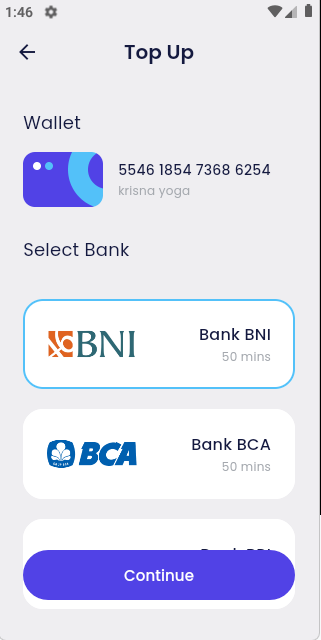 1:46
Top Up
Wallet
5546 1854 7368 6254
krisna yoga
Select Bank
BNI
Bank BNI
50 mins
BCA
Bank BCA
50 mins
Continue